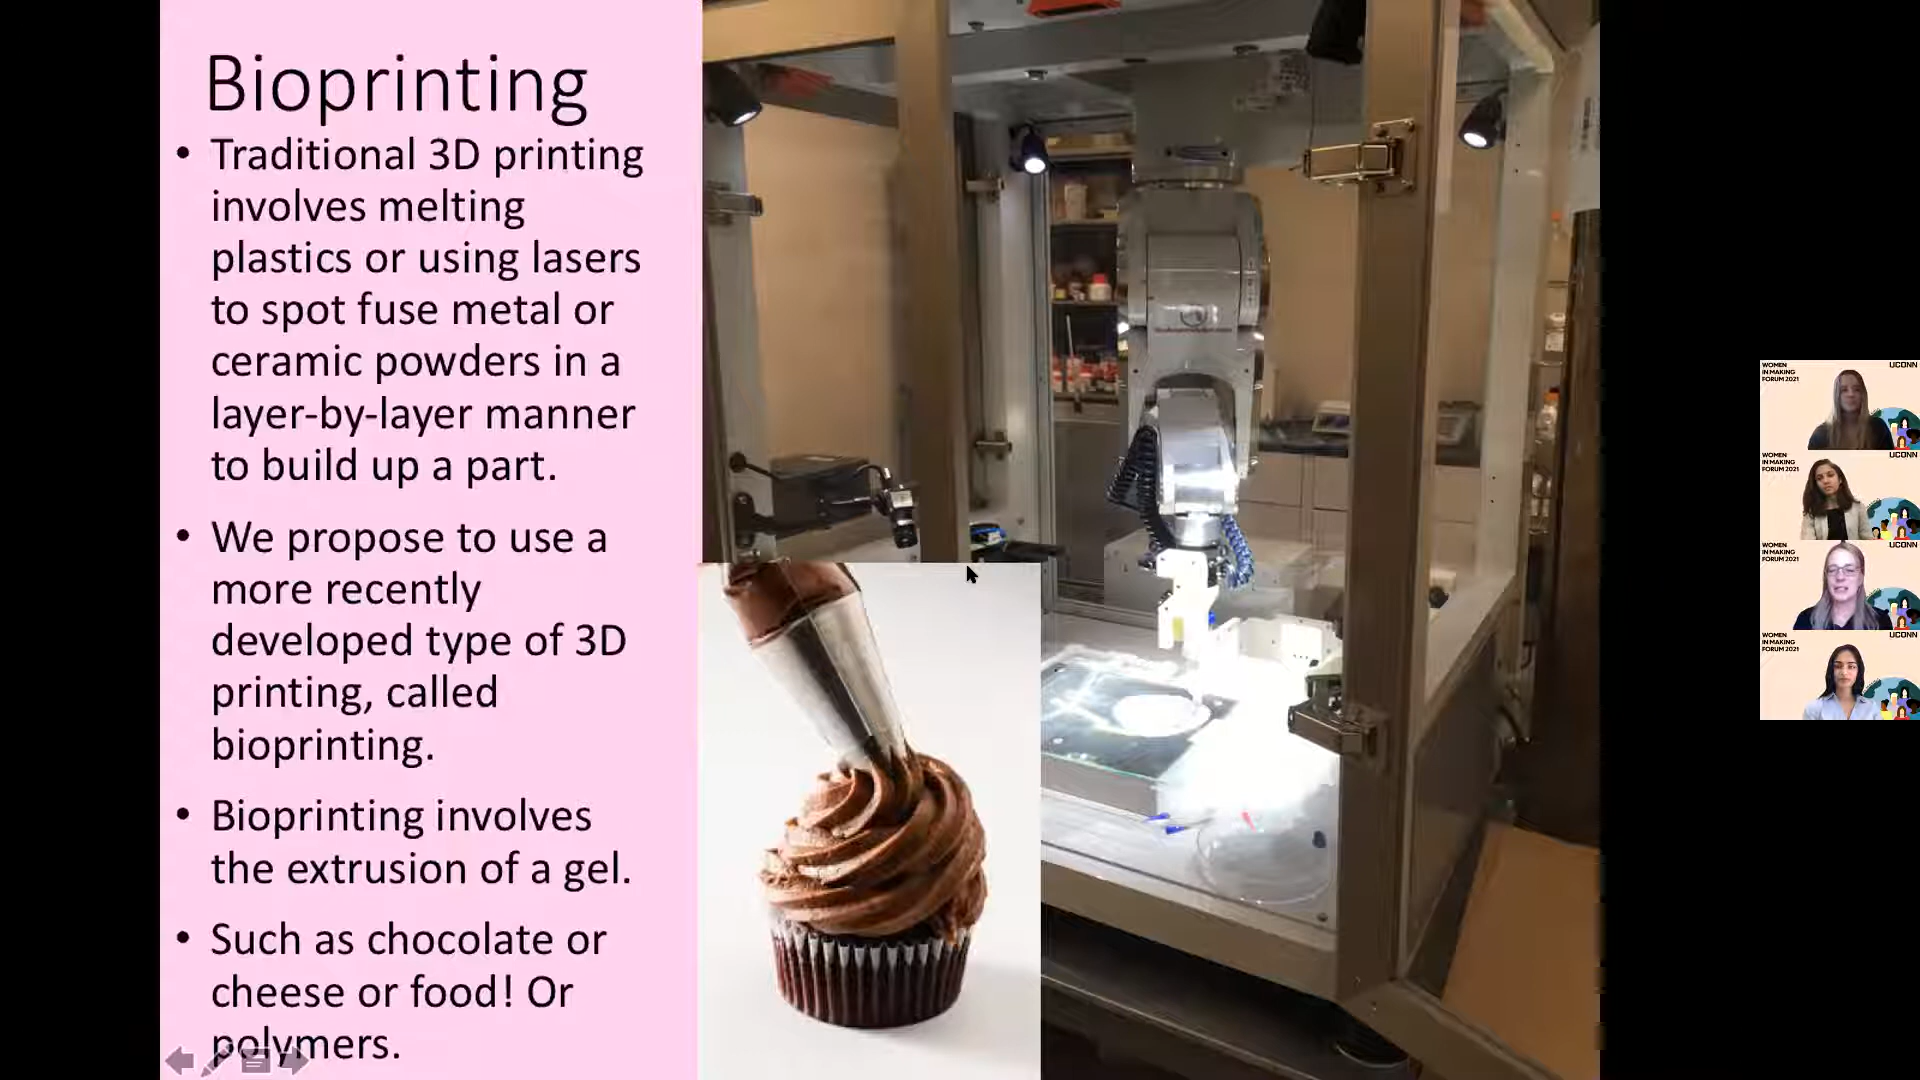 Bioprinting
• Traditional 3D printing
involves melting
plastics or using lasers
to spot fuse metal or
ceramic powders in a
layer-by-layer manner
to build up a part.
• We propose to use a
more recently
developed type of 3D
printing, called
bioprinting.
• Bioprinting involves
the extrusion of a gel.
• Such as chocolate or
cheese or food! Or
polymers.
WOMEN
IN MAKING
FORUM 2021
UCONN
WOMEN
IN MAKING
FORUM 2021
UCONN
WOMEN
IN MAKING
FORUM 2021
UCONN
WOMEN
IN MAKING
FORUM 2021
UCONN